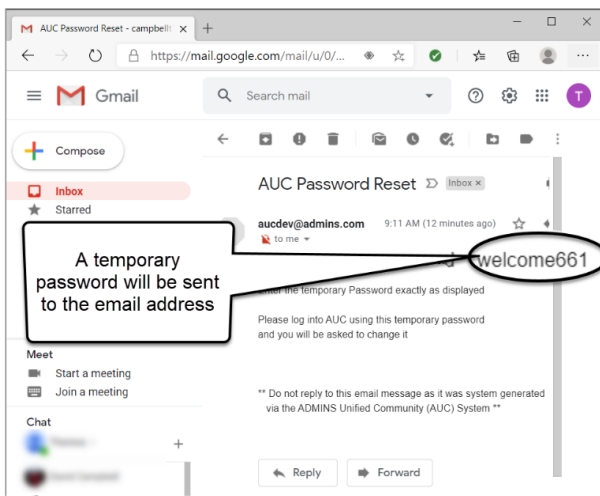 AUC Password Reset - campbellt
https://mail.google.com/mail/u/0/...
Gmail
Search mail
T
Compose
Inbox
Starred
AUC Password Reset
Inbox ×
aucdev@admins.com 9:11 AM (12 minutes ago)
to me
welcome661
A temporary
password will be sent
to the email address
Enter the temporary Password exactly as displayed
Please log into AUC using this temporary password
and you will be asked to change it
** Do not reply to this email message as it was system generated
via the ADMINS Unified Community (AUC) System **
Meet
Start a meeting
Join a meeting
Chat
Reply
Forward